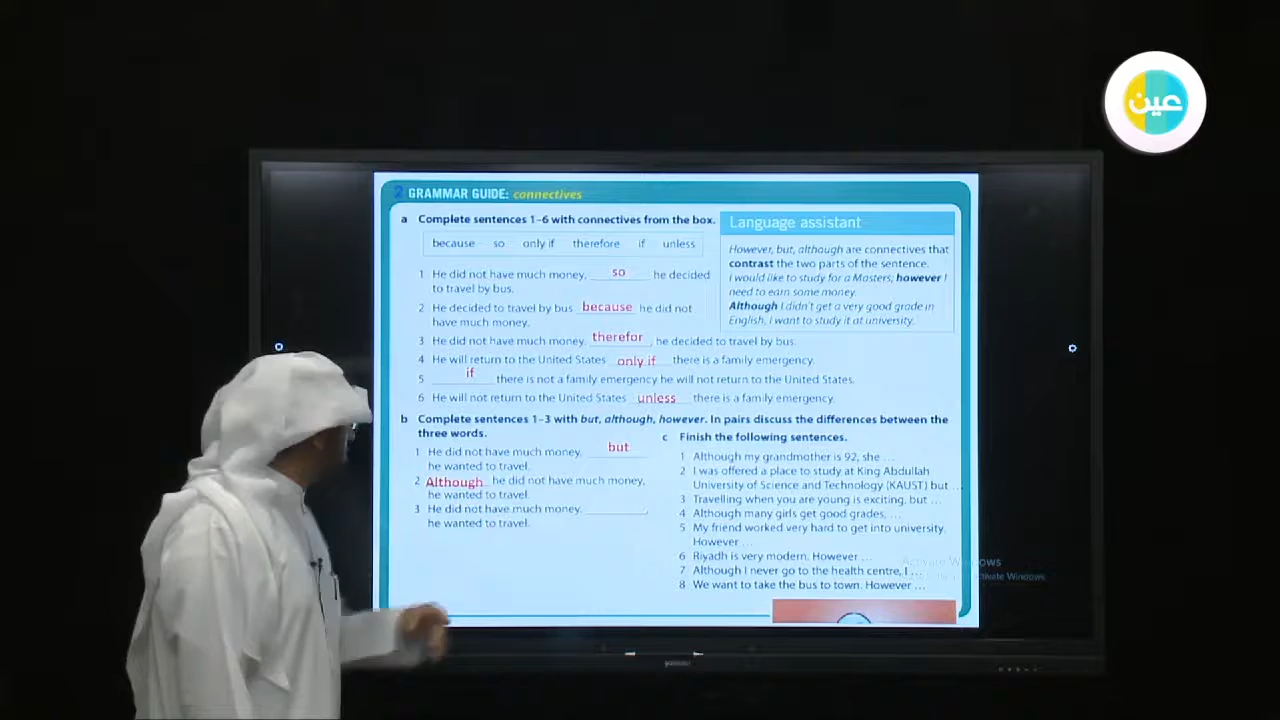 عين
2 GRAMMAR GUIDE: connectives
a Complete sentences 1–6 with connectives from the box.
because so only if therefore if unless
1 He did not have much money, so he decided
to travel by bus.
2 He decided to travel by bus because he did not
have much money.
3 He did not have much money. therefor, he decided to travel by bus.
4 He will return to the United States only if there is a family emergency.
5 if there is not a family emergency he will not return to the United States.
6 He will not return to the United States unless there is a family emergency.
Language assistant
However, but, although are connectives that
contrast the two parts of the sentence.
I would like to study for a Masters; however I
need to earn some money.
Although I didn't get a very good grade in
English, I want to study it at university.
b Complete sentences 1–3 with but, although, however. In pairs discuss the differences between the
three words.
1 He did not have much money, but
he wanted to travel.
2 Although he did not have much money,
he wanted to travel.
3 He did not have much money. ________,
he wanted to travel.
c Finish the following sentences.
1 Although my grandmother is 92, she ...
2 I was offered a place to study at King Abdullah
University of Science and Technology (KAUST) but ...
3 Travelling when you are young is exciting, but ...
4 Although many girls get good grades, ...
5 My friend worked very hard to get into university.
However ...
6 Riyadh is very modern. However ...
7 Although I never go to the health centre, I ...
8 We want to take the bus to town. However ...
Activate Windows